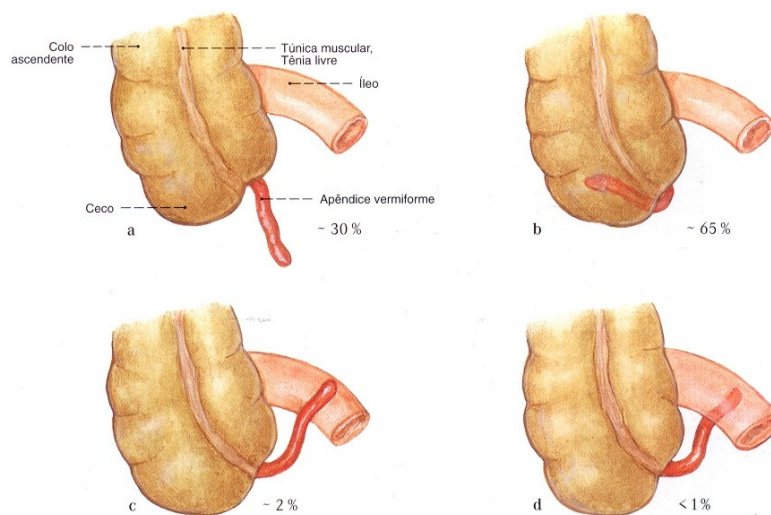 Colo
ascendente
Túnica muscular,
Tênia livre
Íleo
Ceco
Apêndice vermiforme
a
~ 30 %
b
~ 65 %
c
~ 2 %
d
< 1 %